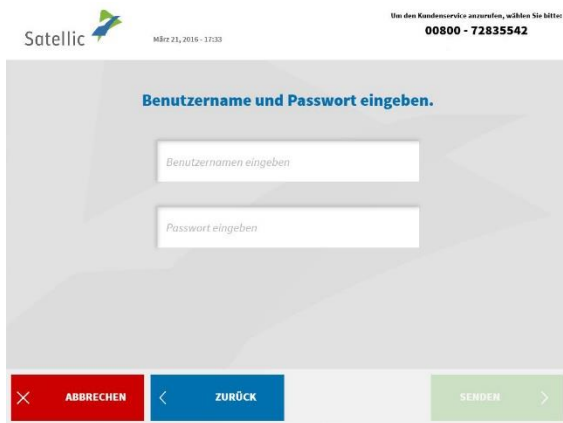 Satellic
März 21, 2016 - 17:33
Um den Kundenservice anzurufen, wählen Sie bitte:
00800 - 72835542
Benutzername und Passwort eingeben.
Benutzernamen eingeben
Passwort eingeben
ABBRECHEN
ZURÜCK
SENDEN